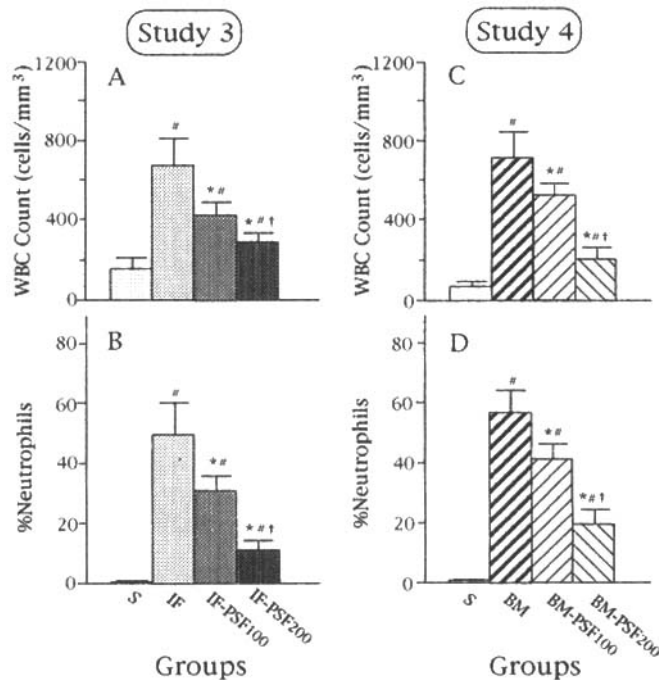 Study 3
Study 4
A
WBC Count (cells/mm³)
1200
800
400
0
#
*#
*#†
C
WBC Count (cells/mm³)
1200
800
400
0
#
*#
*#†
B
%Neutrophils
80
60
40
20
0
#
*#
*#†
S
IF
IF-PSF100
IF-PSF200
Groups
D
%Neutrophils
80
60
40
20
0
#
*#
*#†
S
BM
BM-PSF100
BM-PSF200
Groups